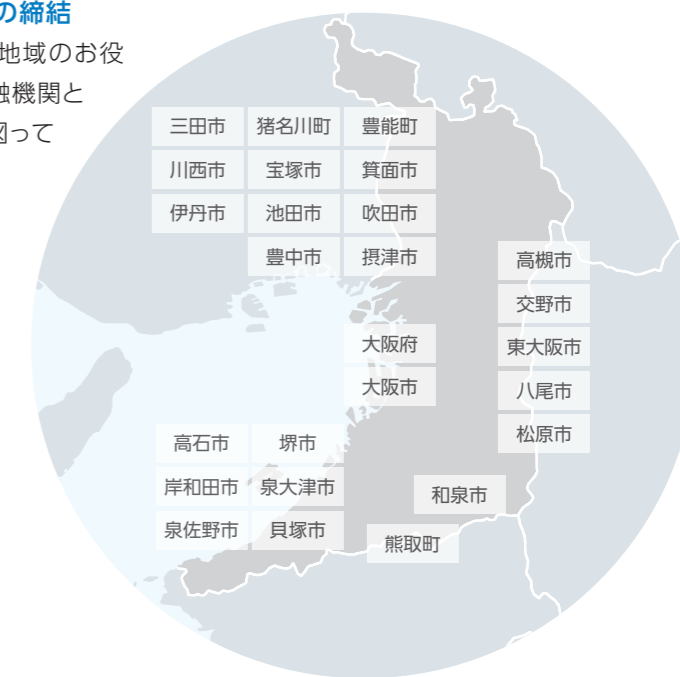 の締結
地域のお役
融機関と
図って
三田市 猪名川町 豊能町
川西市 宝塚市 箕面市
伊丹市 池田市 吹田市
豊中市 摂津市
高槻市
交野市
東大阪市
八尾市
松原市
大阪府
大阪市
高石市 堺市
岸和田市 泉大津市
泉佐野市 貝塚市
和泉市
熊取町